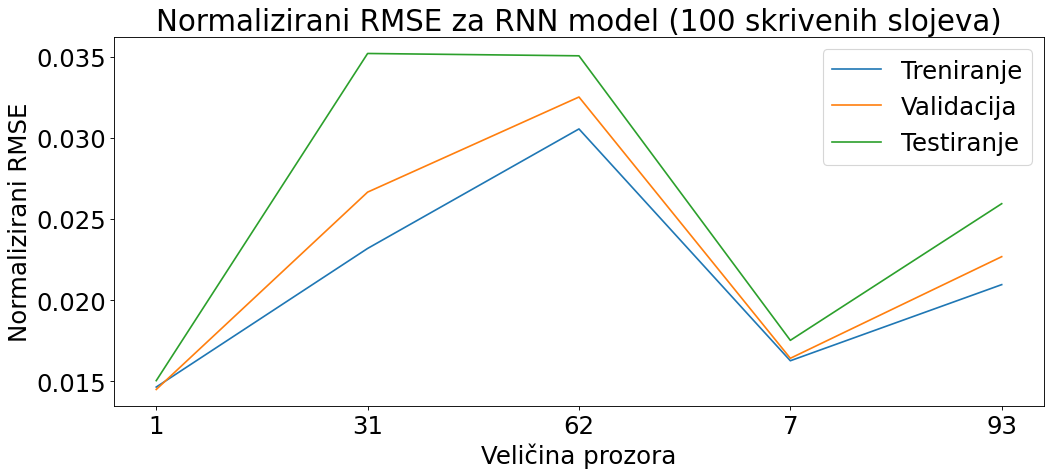 Normalizirani RMSE za RNN model (100 skrivenih slojeva)
Normalizirani RMSE
0.035
0.030
0.025
0.020
0.015
Treniranje
Validacija
Testiranje
1 31 62 7 93
Veličina prozora